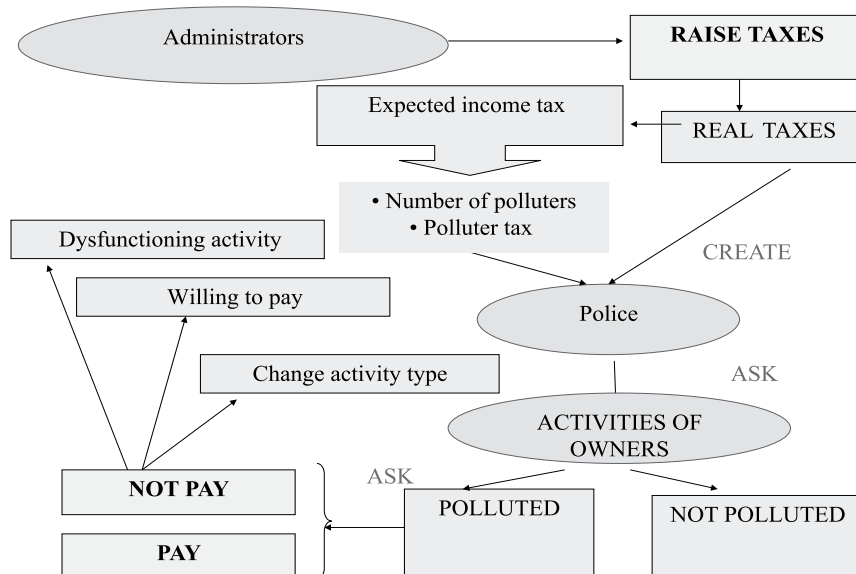 Administrators
RAISE TAXES
Expected income tax
REAL TAXES
• Number of polluters
• Polluter tax
Dysfunctioning activity
CREATE
Willing to pay
Police
Change activity type
ASK
ACTIVITIES OF
OWNERS
ASK
NOT PAY
POLLUTED
NOT POLLUTED
PAY